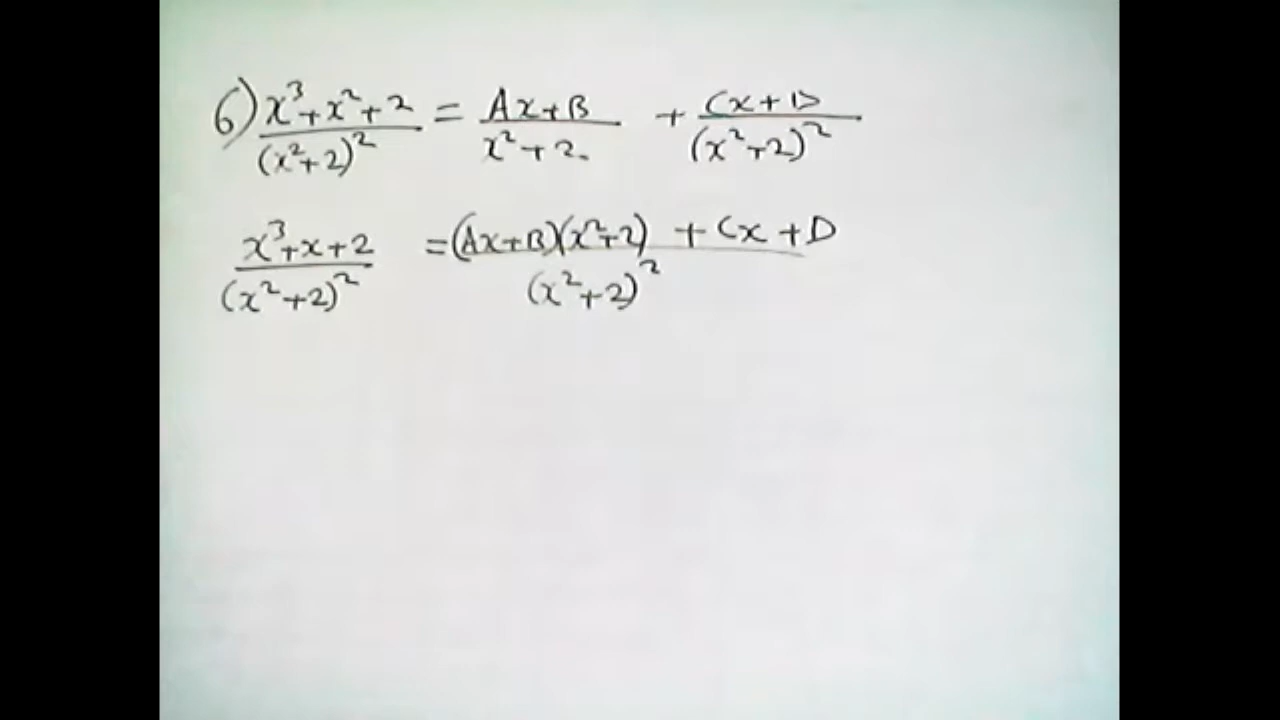 6) x³+x²+2/(x²+2)² = Ax+B/x²+2. + Cx+D/(x²+2)²
x³+x+2/(x²+2)² = (Ax+B)(x²+2) + Cx+D/(x²+2)²